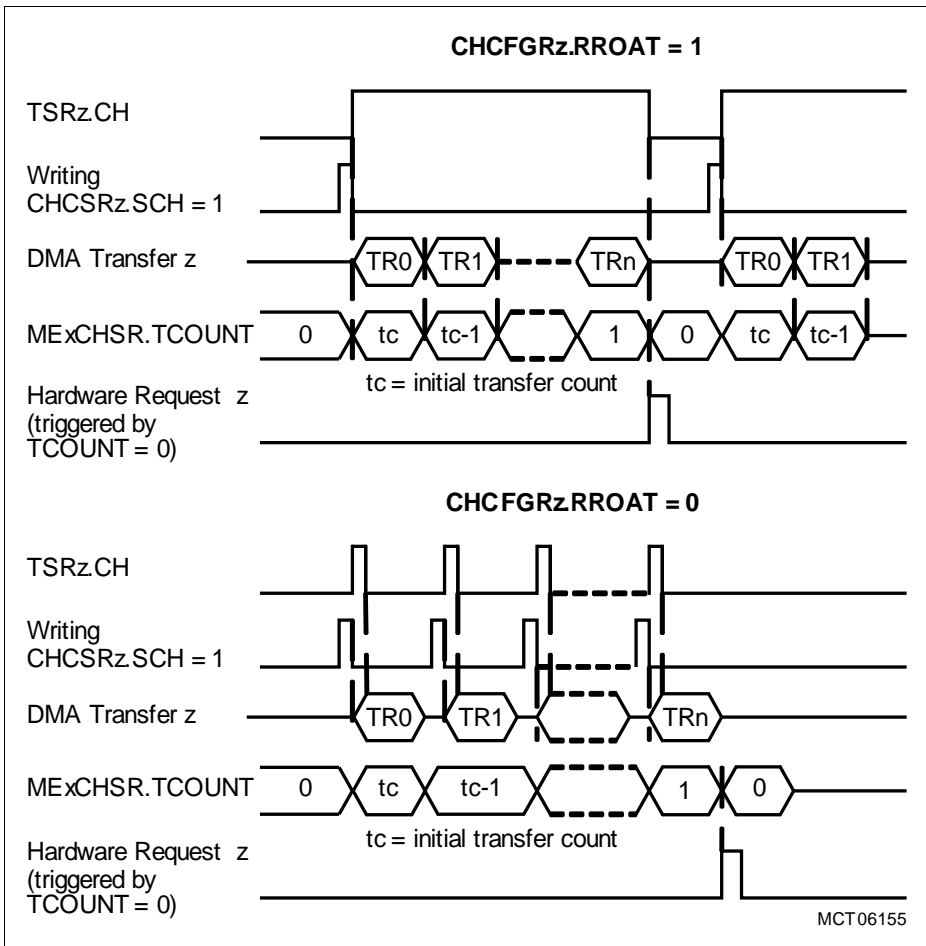 CHCFGRz.RROAT = 1
TSRz.CH
Writing
CHCSRz.SCH = 1
DMA Transfer z TR0 TR1 TRn TR0 TR1
MExCHSR.TCOUNT 0 tc tc-1 1 0 tc tc-1
tc = initial transfer count
Hardware Request z
(triggered by
TCOUNT = 0)
CHCFGRz.RROAT = 0
TSRz.CH
Writing
CHCSRz.SCH = 1
DMA Transfer z TR0 TR1 TRn
MExCHSR.TCOUNT 0 tc tc-1 1 0
tc = initial transfer count
Hardware Request z
(triggered by
TCOUNT = 0)
MCT06155